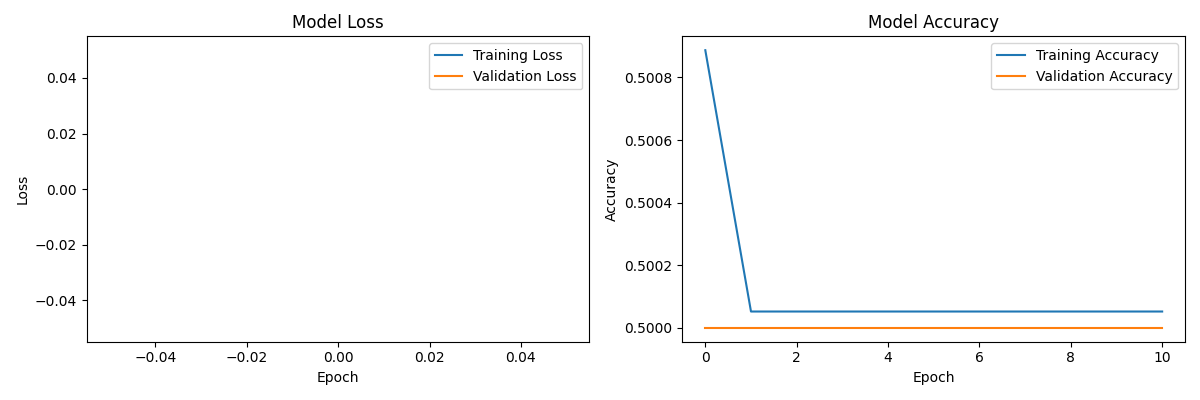 Model Loss
Training Loss
Validation Loss
0.04
0.02
0.00
−0.02
−0.04
Loss
−0.04
−0.02
0.00
0.02
0.04
Epoch
Model Accuracy
Training Accuracy
Validation Accuracy
0.5008
0.5006
0.5004
0.5002
0.5000
Accuracy
0
2
4
6
8
10
Epoch